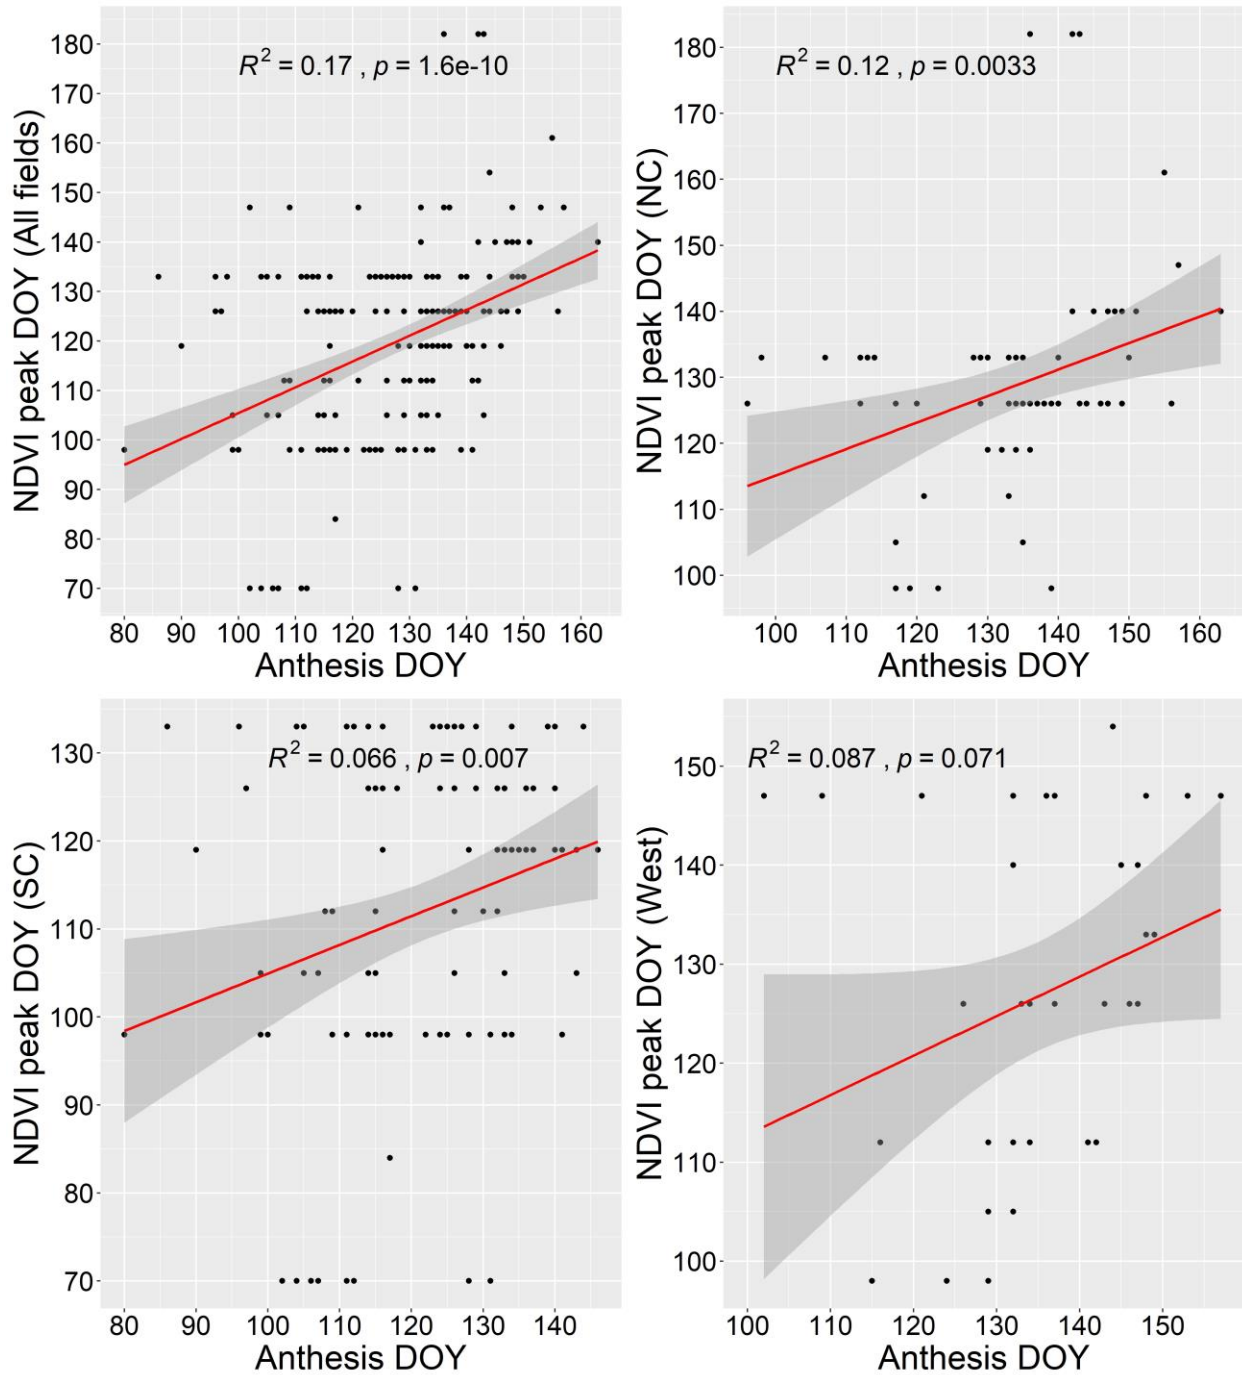 NDVI peak DOY (All fields)
180
170
160
150
140
130
120
110
100
90
80
70
R² = 0.17 , p = 1.6e-10
80 90 100 110 120 130 140 150 160
Anthesis DOY
NDVI peak DOY (NC)
180
170
160
150
140
130
120
110
100
R² = 0.12 , p = 0.0033
100 110 120 130 140 150 160
Anthesis DOY
NDVI peak DOY (SC)
130
120
110
100
90
80
70
R² = 0.066 , p = 0.007
80 90 100 110 120 130 140
Anthesis DOY
NDVI peak DOY (West)
150
140
130
120
110
100
R² = 0.087 , p = 0.071
100 110 120 130 140 150
Anthesis DOY